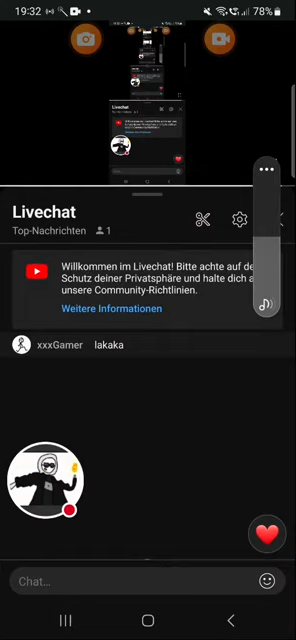 19:32
78%
Livechat
Livechat
Top-Nachrichten 1
Willkommen im Livechat! Bitte achte auf de
Schutz deiner Privatsphäre und halte dich a
unsere Community-Richtlinien.
Weitere Informationen
xxxGamer lakaka
Chat...